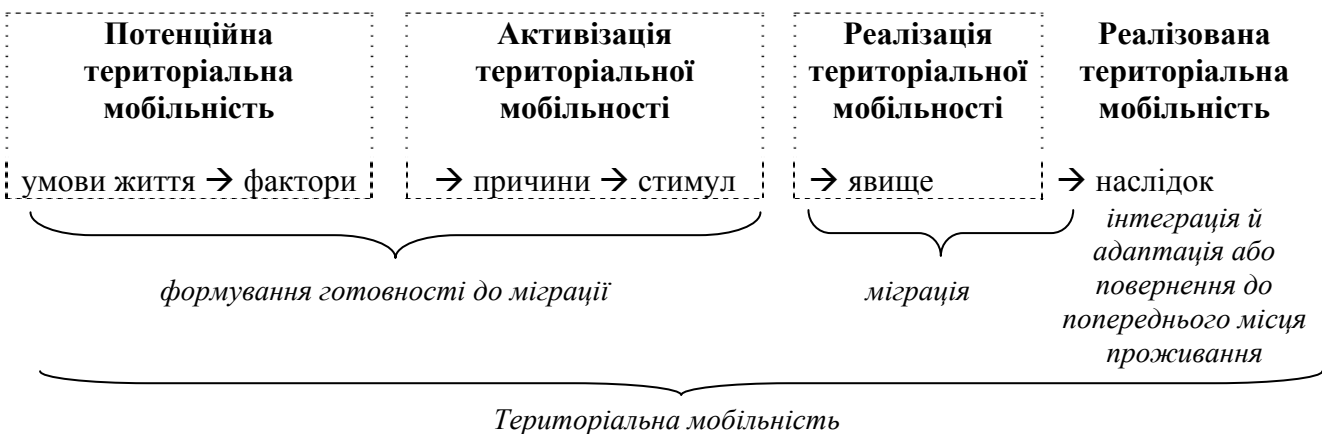 Потенційна
територіальна
мобільність
Активізація
територіальної
мобільності
Реалізація
територіальної
мобільності
Реалізована
територіальна
мобільність
умови життя → фактори
→ причини → стимул
→ явище
→ наслідок
формування готовності до міграції
міграція
інтеграція й
адаптація або
повернення до
попереднього місця
проживання
Територіальна мобільність